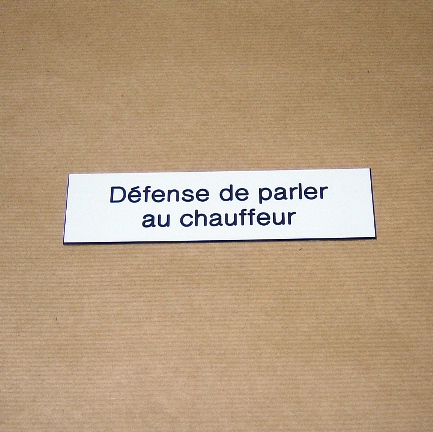 Défense de parler
au chauffeur